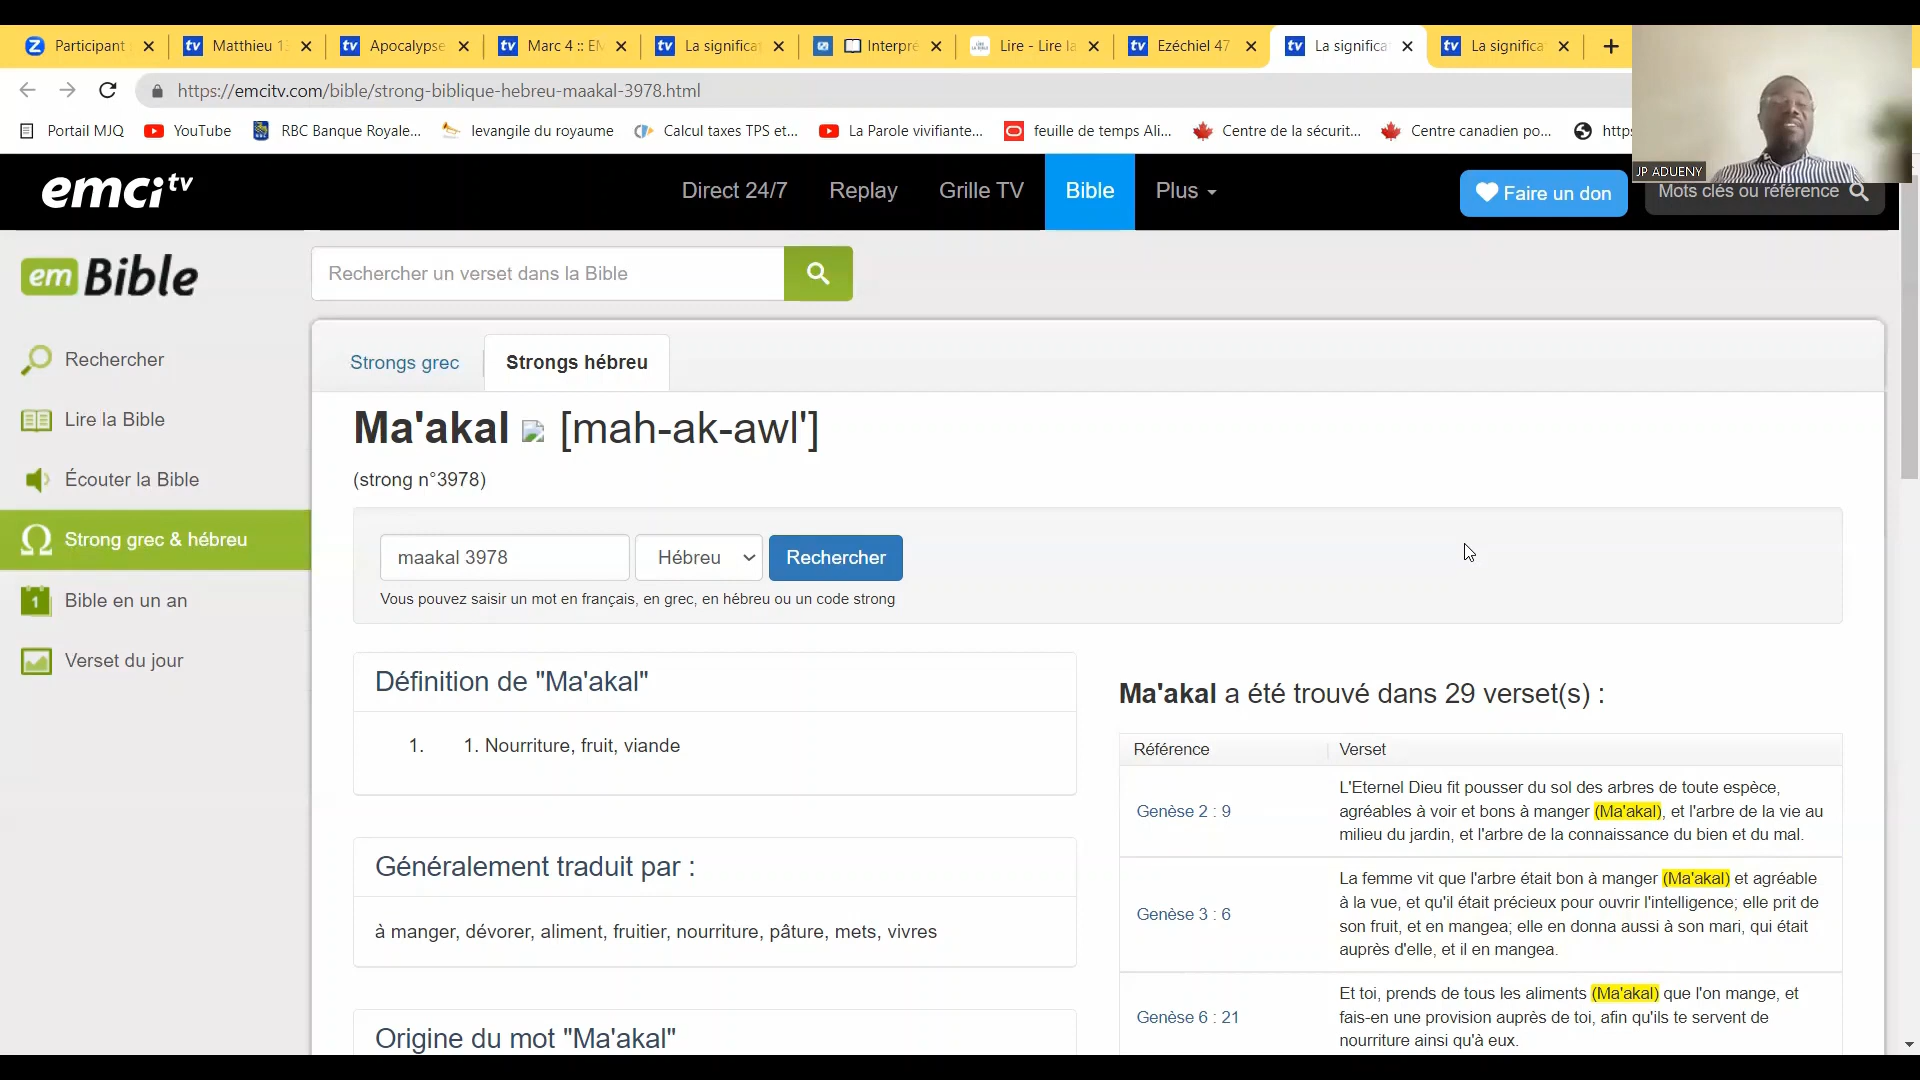 Participant
Matthieu 13
Apocalypse
Marc 4 :: EM
La significat
Interpré
Lire - Lire la
Ezéchiel 47
La significat
La significat
https://emcitv.com/bible/strong-biblique-hebreu-maakal-3978.html
Portail MJQ
YouTube
RBC Banque Royale...
levangile du royaume
Calcul taxes TPS et...
La Parole vivifiante...
feuille de temps Ali...
Centre de la sécurit...
Centre canadien po...
https
JP ADUENY
emci tv
Direct 24/7
Replay
Grille TV
Bible
Plus
Faire un don
Mots clés ou référence
em Bible
Rechercher un verset dans la Bible
Rechercher
Lire la Bible
Écouter la Bible
Strong grec & hébreu
1
Bible en un an
Verset du jour
Strongs grec
Strongs hébreu
Ma'akal [mah-ak-awl']
(strong n°3978)
maakal 3978
Hébreu
Rechercher
Vous pouvez saisir un mot en français, en grec, en hébreu ou un code strong
Définition de "Ma'akal"
1. 1. Nourriture, fruit, viande
Généralement traduit par :
à manger, dévorer, aliment, fruitier, nourriture, pâture, mets, vivres
Origine du mot "Ma'akal"
Ma'akal a été trouvé dans 29 verset(s) :
Référence Verset
Genèse 2 : 9
L'Eternel Dieu fit pousser du sol des arbres de toute espèce,
agréables à voir et bons à manger (Ma'akal), et l'arbre de la vie au
milieu du jardin, et l'arbre de la connaissance du bien et du mal.
Genèse 3 : 6
La femme vit que l'arbre était bon à manger (Ma'akal) et agréable
à la vue, et qu'il était précieux pour ouvrir l'intelligence; elle prit de
son fruit, et en mangea; elle en donna aussi à son mari, qui était
auprès d'elle, et il en mangea.
Genèse 6 : 21
Et toi, prends de tous les aliments (Ma'akal) que l'on mange, et
fais-en une provision auprès de toi, afin qu'ils te servent de
nourriture ainsi qu'à eux.